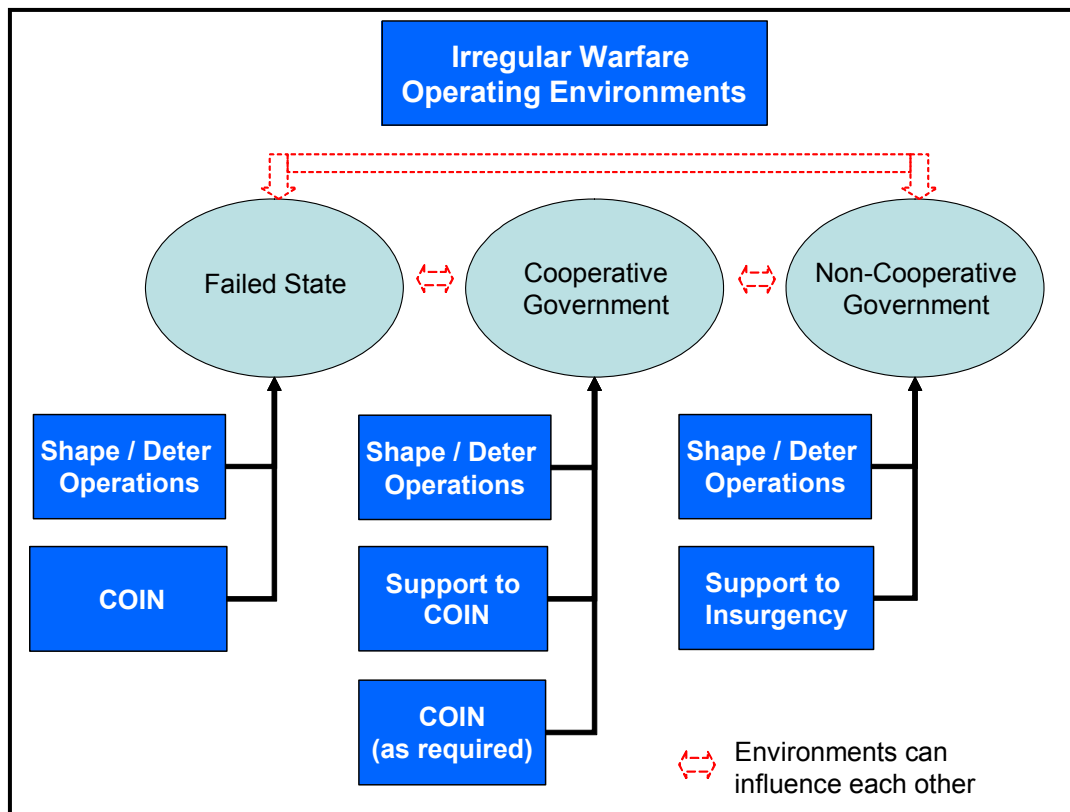 Irregular Warfare
Operating Environments
Failed State
Cooperative
Government
Non-Cooperative
Government
Shape / Deter
Operations
COIN
Shape / Deter
Operations
Support to
COIN
COIN
(as required)
Shape / Deter
Operations
Support to
Insurgency
Environments can
influence each other